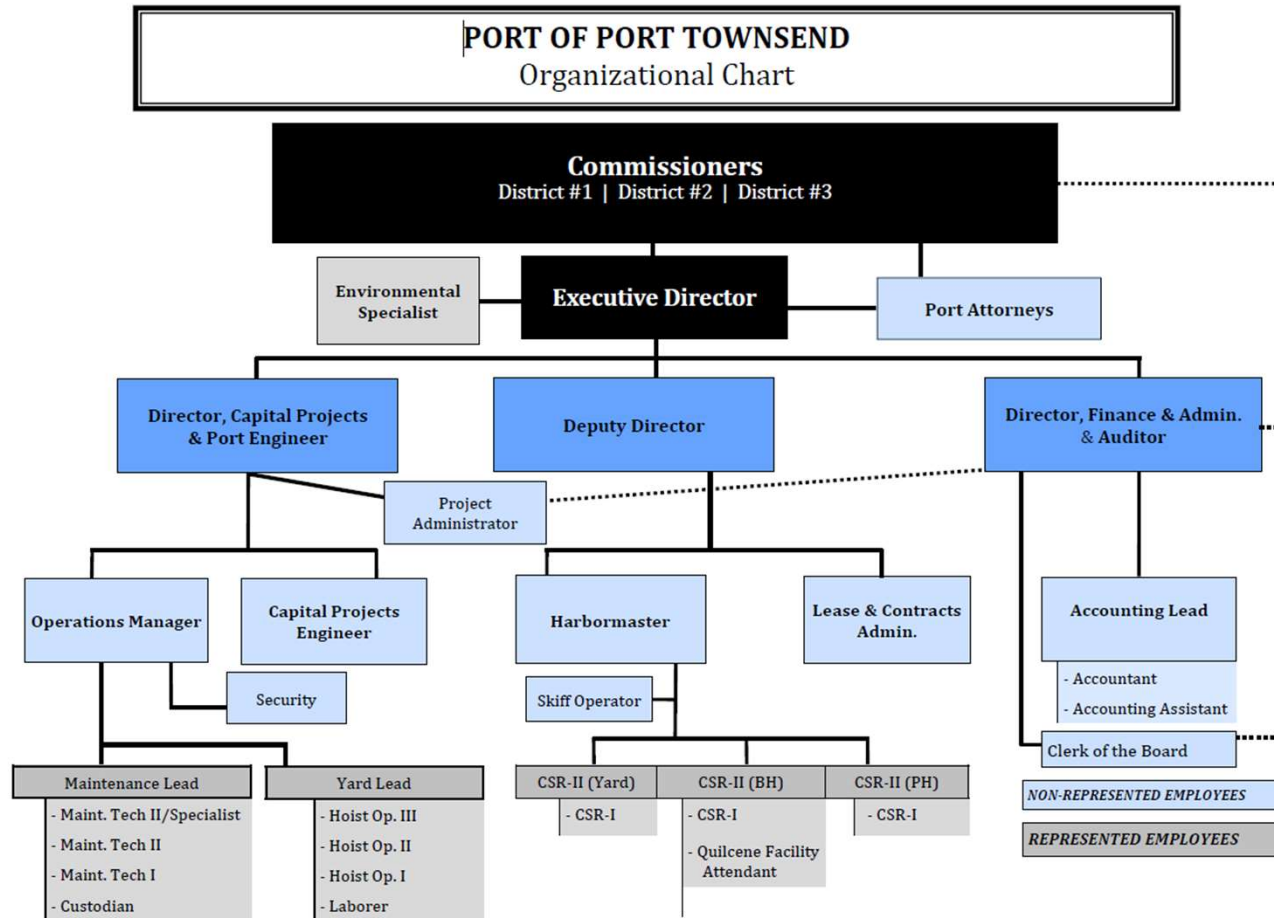 PORT OF PORT TOWNSEND
Organizational Chart
Commissioners
District #1 | District #2 | District #3
Environmental
Specialist
Executive Director
Port Attorneys
Director, Capital Projects
& Port Engineer
Deputy Director
Director, Finance & Admin.
& Auditor
Project
Administrator
Operations Manager
Capital Projects
Engineer
Harbormaster
Lease & Contracts
Admin.
Accounting Lead
- Accountant
- Accounting Assistant
Security
Skiff Operator
Clerk of the Board
Maintenance Lead
- Maint. Tech II/Specialist
- Maint. Tech II
- Maint. Tech I
- Custodian
Yard Lead
- Hoist Op. III
- Hoist Op. II
- Hoist Op. I
- Laborer
CSR-II (Yard)
- CSR-I
CSR-II (BH)
- CSR-I
- Quilcene Facility
Attendant
CSR-II (PH)
- CSR-I
NON-REPRESENTED EMPLOYEES
REPRESENTED EMPLOYEES